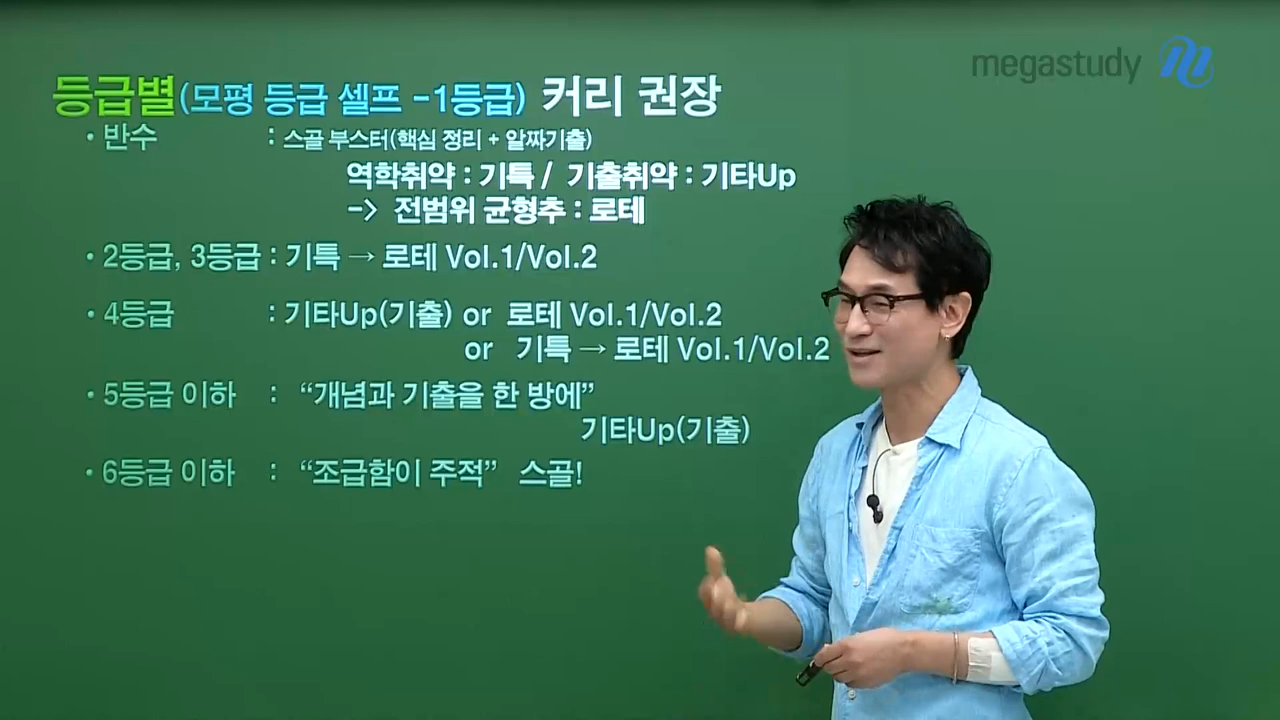 megastudy
등급별(모평 등급 셀프 -1등급) 커리 권장
• 반수 : 스골 부스터(핵심 정리 + 알짜기출)
역학취약 : 기특 / 기출취약 : 기타Up
-> 전범위 균형추 : 로테
• 2등급, 3등급 : 기특 → 로테 Vol.1/Vol.2
• 4등급 : 기타Up(기출) or 로테 Vol.1/Vol.2
or 기특 → 로테 Vol.1/Vol.2
• 5등급 이하 : “개념과 기출을 한 방에”
기타Up(기출)
• 6등급 이하 : “조급함이 주적” 스골!